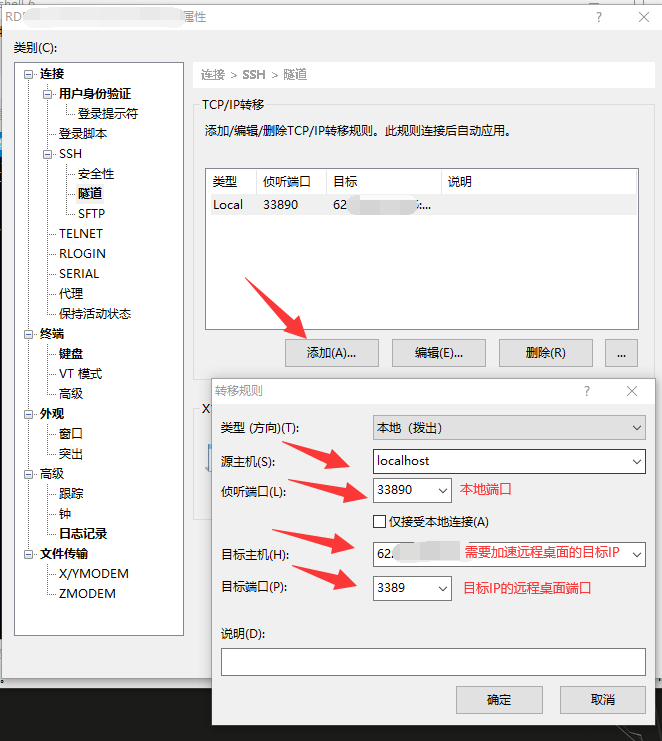 RD
属性
类别(C):
连接
用户身份验证
登录提示符
登录脚本
SSH
安全性
隧道
SFTP
TELNET
RLOGIN
SERIAL
代理
保持活动状态
终端
键盘
VT 模式
高级
外观
窗口
突出
高级
跟踪
钟
日志记录
文件传输
X/YMODEM
ZMODEM
连接 > SSH > 隧道
TCP/IP转移
添加/编辑/删除TCP/IP转移规则。此规则连接后自动应用。
类型 侦听端口 目标 说明
Local 33890 62 :...
添加(A)... 编辑(E)... 删除(R) ...
转移规则
类型 (方向)(T): 本地（拨出）
源主机(S): localhost
侦听端口(L): 33890 本地端口
仅接受本地连接(A)
目标主机(H): 62. 需要加速远程桌面的目标IP
目标端口(P): 3389 目标IP的远程桌面端口
说明(D):
确定 取消